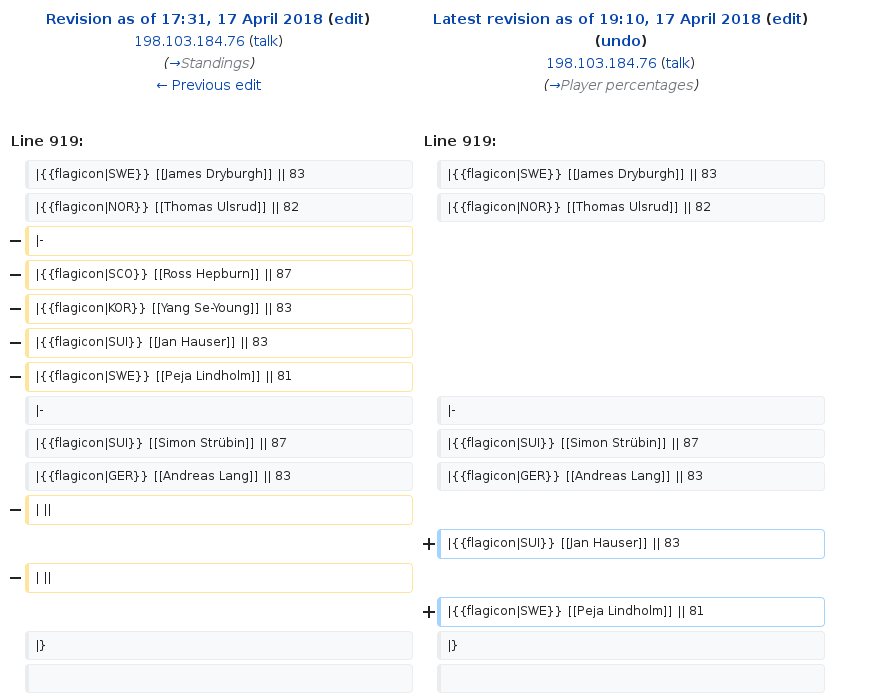 Revision as of 17:31, 17 April 2018 (edit)
198.103.184.76 (talk)
(→Standings)
← Previous edit
Latest revision as of 19:10, 17 April 2018 (edit)
(undo)
198.103.184.76 (talk)
(→Player percentages)
Line 919:
Line 919:
|{{flagicon|SWE}} [[James Dryburgh]] || 83
|{{flagicon|SWE}} [[James Dryburgh]] || 83
|{{flagicon|NOR}} [[Thomas Ulsrud]] || 82
|{{flagicon|NOR}} [[Thomas Ulsrud]] || 82
− |-
− |{{flagicon|SCO}} [[Ross Hepburn]] || 87
− |{{flagicon|KOR}} [[Yang Se-Young]] || 83
− |{{flagicon|SUI}} [[Jan Hauser]] || 83
− |{{flagicon|SWE}} [[Peja Lindholm]] || 81
|-
|-
|{{flagicon|SUI}} [[Simon Strübin]] || 87
|{{flagicon|SUI}} [[Simon Strübin]] || 87
|{{flagicon|GER}} [[Andreas Lang]] || 83
|{{flagicon|GER}} [[Andreas Lang]] || 83
− | ||
+ |{{flagicon|SUI}} [[Jan Hauser]] || 83
− | ||
+ |{{flagicon|SWE}} [[Peja Lindholm]] || 81
|}
|}